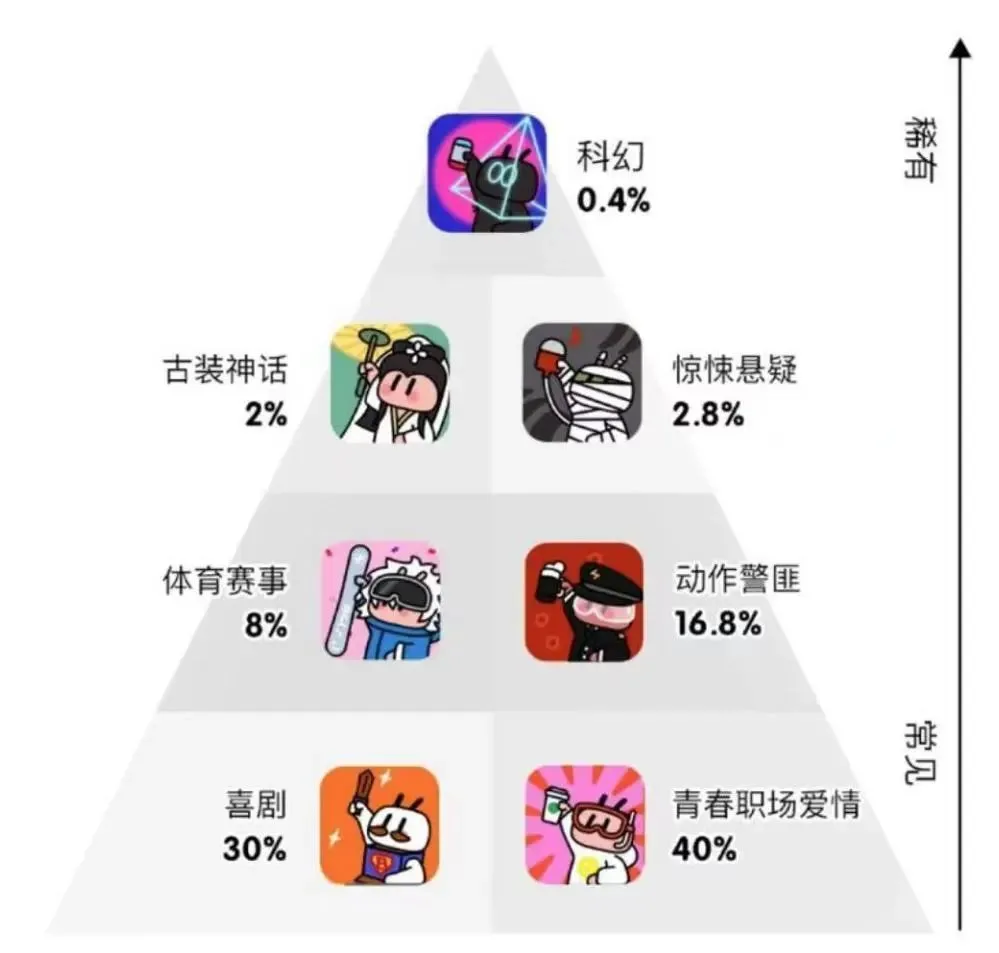 科幻
0.4%
稀有
古装神话
2%
惊悚悬疑
2.8%
体育赛事
8%
动作警匪
16.8%
常见
喜剧
30%
青春职场爱情
40%